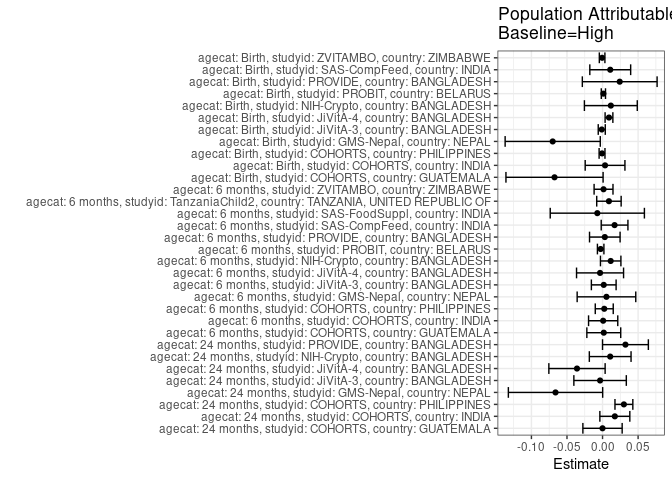 Population Attributable
Baseline=High
agecat: Birth, studyid: ZVITAMBO, country: ZIMBABWE
agecat: Birth, studyid: SAS-CompFeed, country: INDIA
agecat: Birth, studyid: PROVIDE, country: BANGLADESH
agecat: Birth, studyid: PROBIT, country: BELARUS
agecat: Birth, studyid: NIH-Crypto, country: BANGLADESH
agecat: Birth, studyid: JiVitA-4, country: BANGLADESH
agecat: Birth, studyid: JiVitA-3, country: BANGLADESH
agecat: Birth, studyid: GMS-Nepal, country: NEPAL
agecat: Birth, studyid: COHORTS, country: PHILIPPINES
agecat: Birth, studyid: COHORTS, country: INDIA
agecat: Birth, studyid: COHORTS, country: GUATEMALA
agecat: 6 months, studyid: ZVITAMBO, country: ZIMBABWE
agecat: 6 months, studyid: TanzaniaChild2, country: TANZANIA, UNITED REPUBLIC OF
agecat: 6 months, studyid: SAS-FoodSuppl, country: INDIA
agecat: 6 months, studyid: SAS-CompFeed, country: INDIA
agecat: 6 months, studyid: PROVIDE, country: BANGLADESH
agecat: 6 months, studyid: PROBIT, country: BELARUS
agecat: 6 months, studyid: NIH-Crypto, country: BANGLADESH
agecat: 6 months, studyid: JiVitA-4, country: BANGLADESH
agecat: 6 months, studyid: JiVitA-3, country: BANGLADESH
agecat: 6 months, studyid: GMS-Nepal, country: NEPAL
agecat: 6 months, studyid: COHORTS, country: PHILIPPINES
agecat: 6 months, studyid: COHORTS, country: INDIA
agecat: 6 months, studyid: COHORTS, country: GUATEMALA
agecat: 24 months, studyid: PROVIDE, country: BANGLADESH
agecat: 24 months, studyid: NIH-Crypto, country: BANGLADESH
agecat: 24 months, studyid: JiVitA-4, country: BANGLADESH
agecat: 24 months, studyid: JiVitA-3, country: BANGLADESH
agecat: 24 months, studyid: GMS-Nepal, country: NEPAL
agecat: 24 months, studyid: COHORTS, country: PHILIPPINES
agecat: 24 months, studyid: COHORTS, country: INDIA
agecat: 24 months, studyid: COHORTS, country: GUATEMALA
-0.10 -0.05 0.00 0.05
Estimate